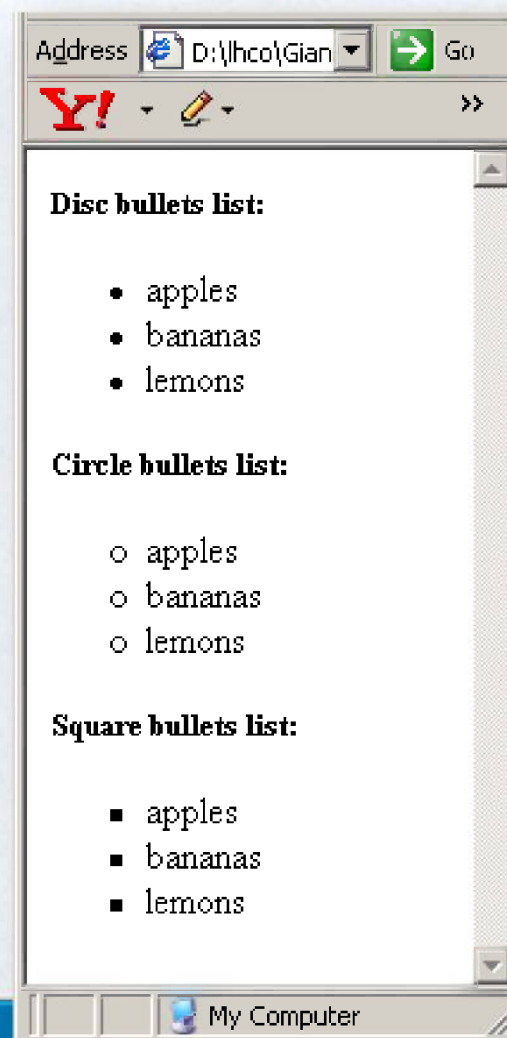 Address D:\lhco\Gian Go
Y! »
Disc bullets list:
• apples
• bananas
• lemons
Circle bullets list:
○ apples
○ bananas
○ lemons
Square bullets list:
▪ apples
▪ bananas
▪ lemons
My Computer